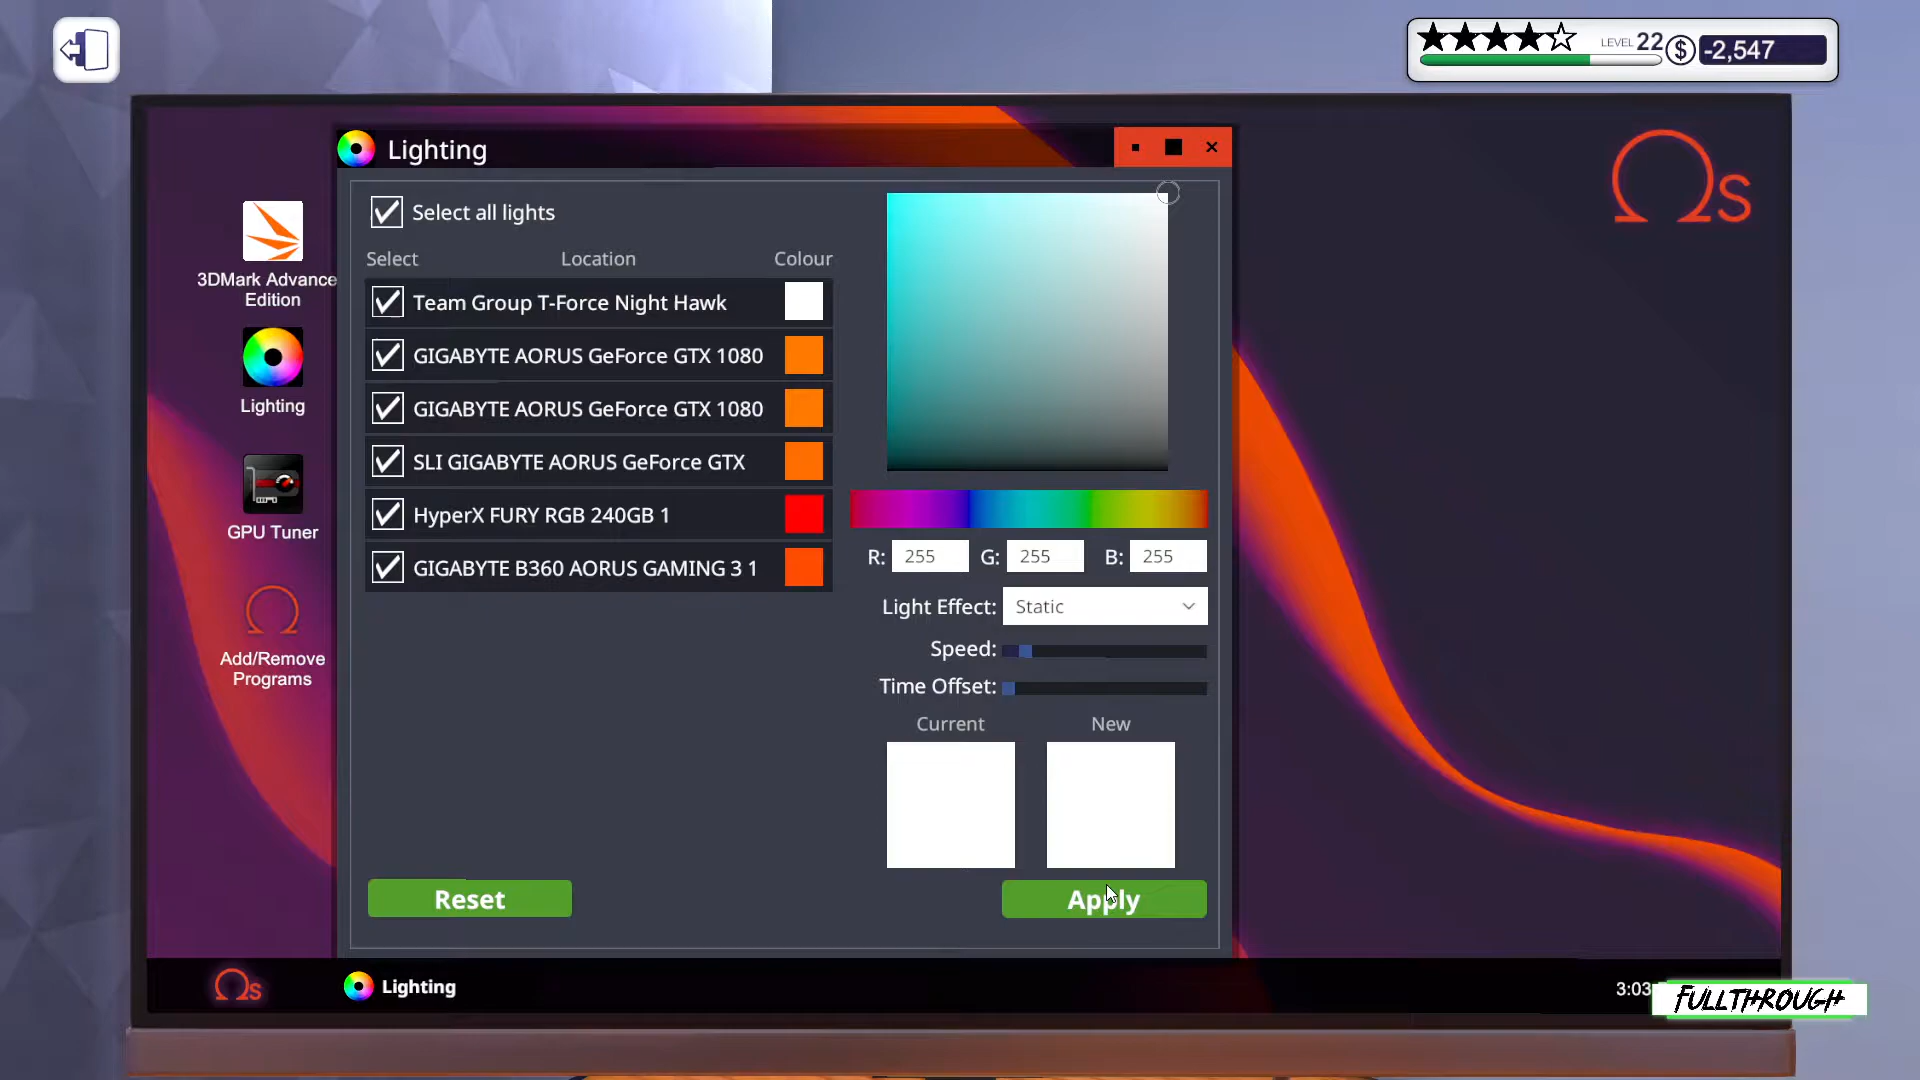 LEVEL 22
$ -2,547
Lighting
Ωs
Select all lights
Select Location Colour
Team Group T-Force Night Hawk
GIGABYTE AORUS GeForce GTX 1080
GIGABYTE AORUS GeForce GTX 1080
SLI GIGABYTE AORUS GeForce GTX
HyperX FURY RGB 240GB 1
GIGABYTE B360 AORUS GAMING 3 1
R: 255 G: 255 B: 255
Light Effect: Static
Speed:
Time Offset:
Current New
Reset Apply
3DMark Advance
Edition
Lighting
GPU Tuner
Add/Remove
Programs
Ωs
Lighting
3:03
FULLTHROUGH